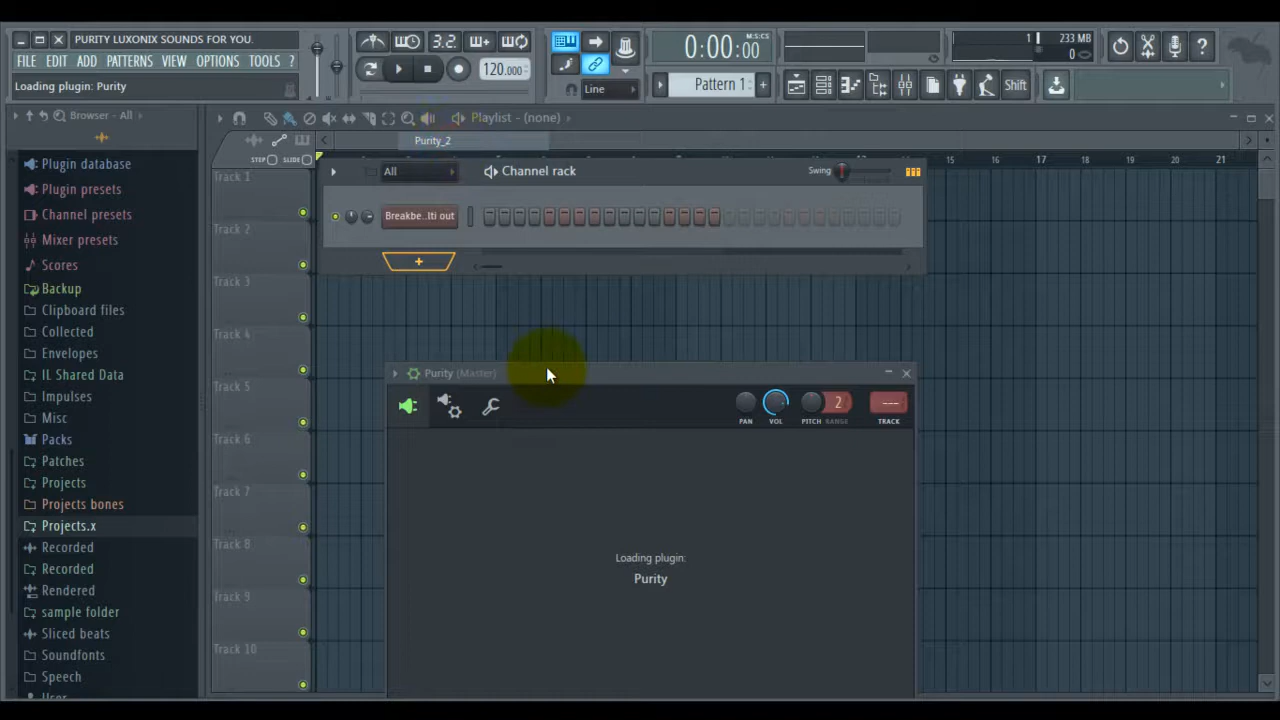 PURITY LUXONIX SOUNDS FOR YOU.
FILE EDIT ADD PATTERNS VIEW OPTIONS TOOLS ?
Loading plugin: Purity
3.2.
120.000
Line
0:00:00
M:S:CS
Pattern 1
1
233 MB
0
Shift
Browser - All
Playlist - (none)
Purity_2
STEP
SLIDE
15
16
17
18
19
20
21
Plugin database
Plugin presets
Channel presets
Mixer presets
Scores
Backup
Clipboard files
Collected
Envelopes
IL Shared Data
Impulses
Misc
Packs
Patches
Projects
Projects bones
Projects.x
Recorded
Recorded
Rendered
sample folder
Sliced beats
Soundfonts
Speech
User
Track 1
Track 2
Track 3
Track 4
Track 5
Track 6
Track 7
Track 8
Track 9
Track 10
All
Channel rack
Swing
Breakbe..lti out
+
Purity (Master)
2
---
PAN
VOL
PITCH
RANGE
TRACK
Loading plugin:
Purity